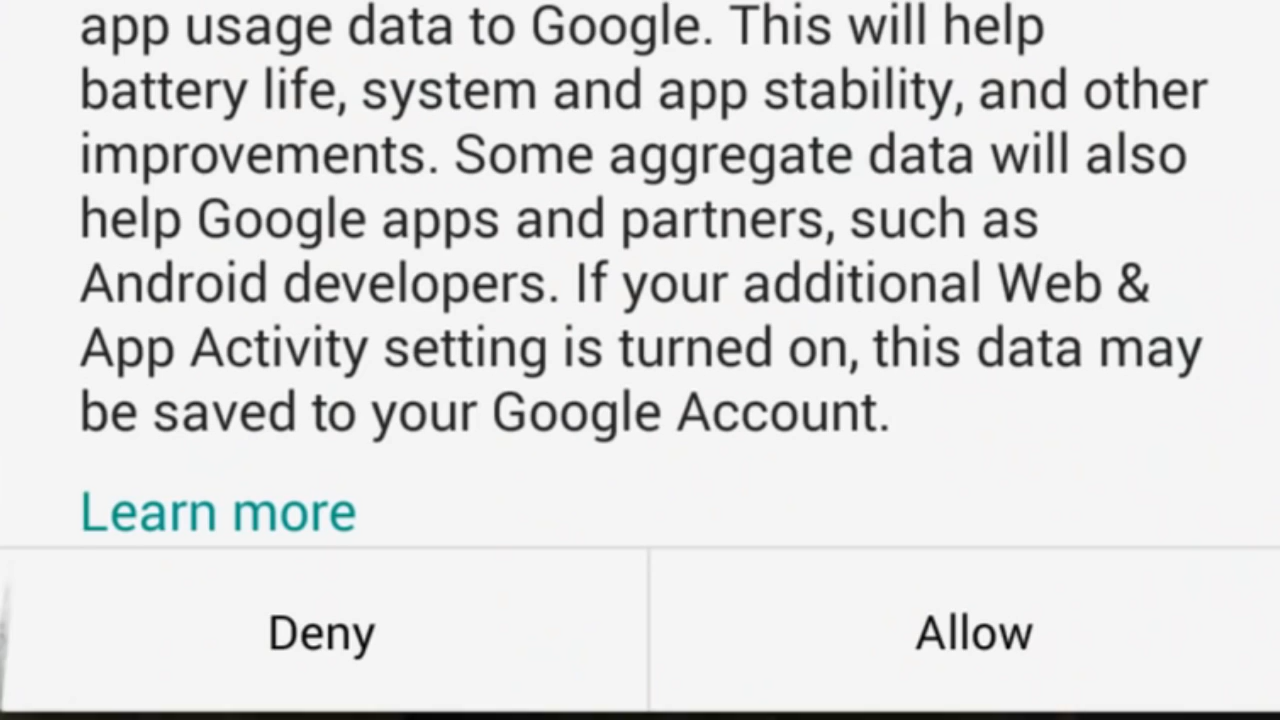 app usage data to Google. This will help
battery life, system and app stability, and other
improvements. Some aggregate data will also
help Google apps and partners, such as
Android developers. If your additional Web &
App Activity setting is turned on, this data may
be saved to your Google Account.
Learn more
Deny
Allow